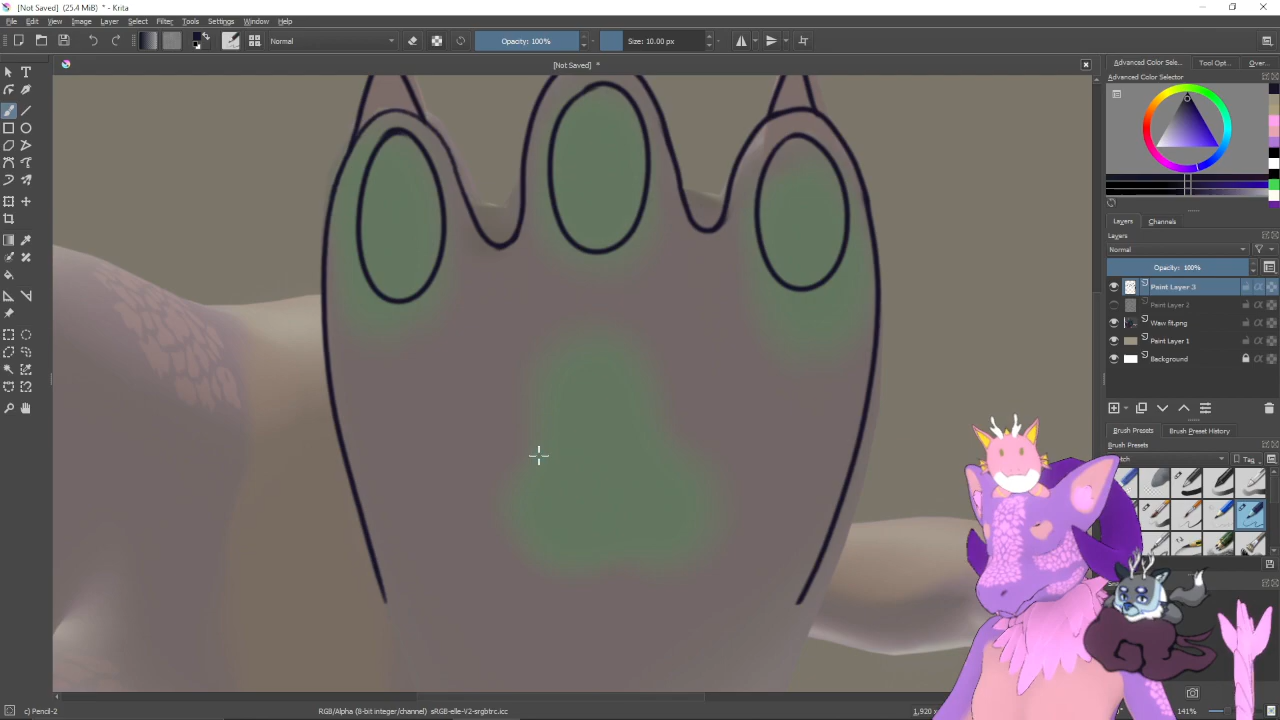 [Not Saved] (25.4 MiB) * - Krita
File Edit View Image Layer Select Filter Tools Settings Window Help
Normal Opacity: 100% Size: 10.00 px
[Not Saved] *
Advanced Color Sele... Tool Opt... Over...
Advanced Color Selector
Layers Channels
Layers
Normal
Opacity: 100%
Paint Layer 3
Paint Layer 2
Waw fit.png
Paint Layer 1
Background
Brush Presets Brush Preset History
Brush Presets
Tag
c) Pencil-2 RGB/Alpha (8-bit integer/channel) sRGB-elle-V2-srgbtrc.icc 141%